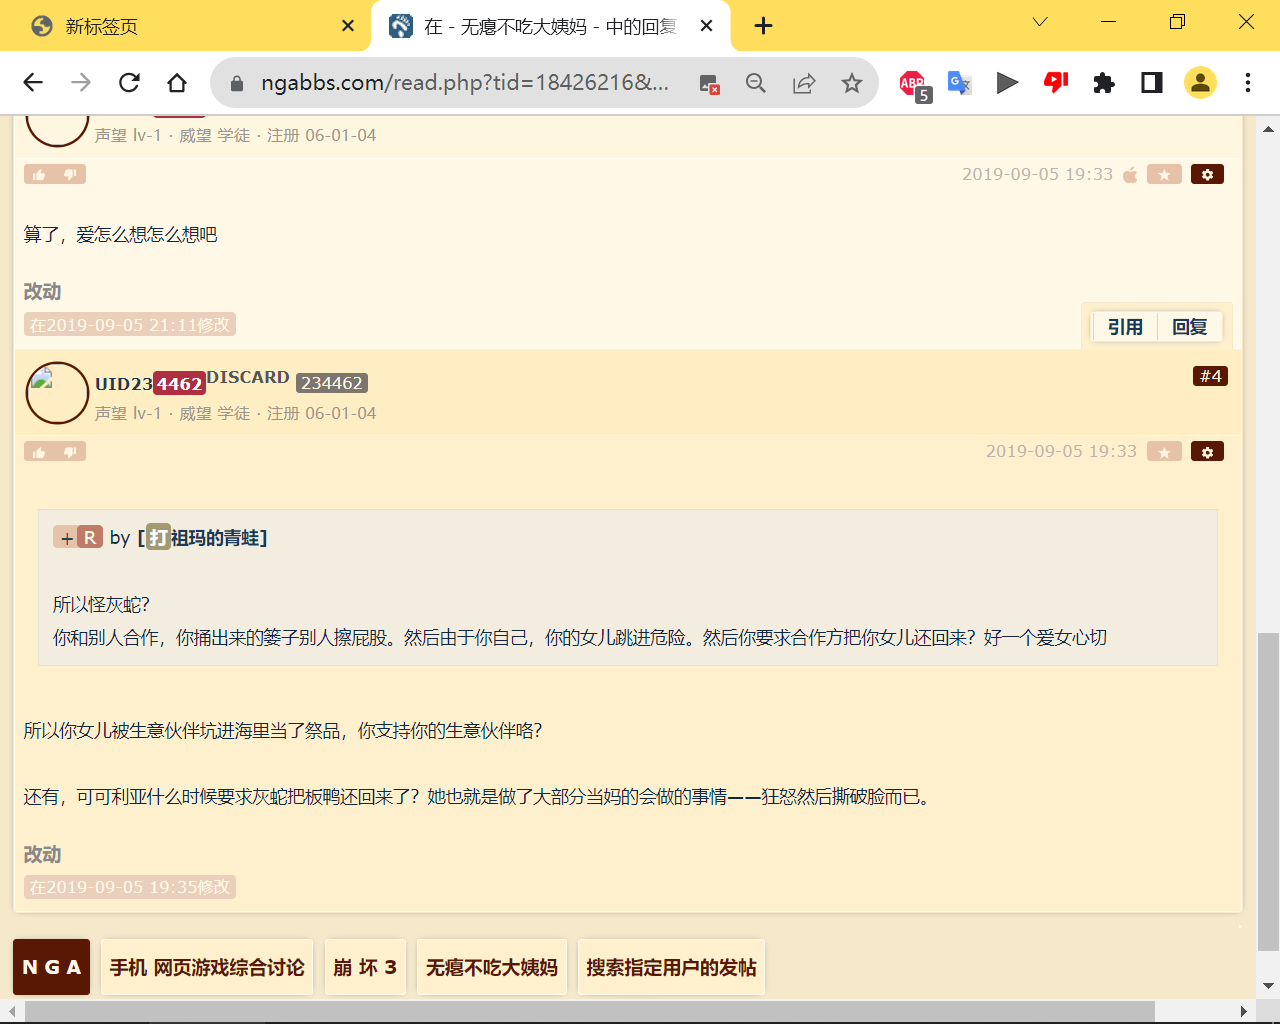 新标签页
在 - 无瘪不吃大姨妈 - 中的回复
ngabbs.com/read.php?tid=18426216&...
ABP
5
声望 lv-1 · 威望 学徒 · 注册 06-01-04
2019-09-05 19:33
算了，爱怎么想怎么想吧
改动
在2019-09-05 21:11修改
引用 回复
UID234462DISCARD 234462
#4
声望 lv-1 · 威望 学徒 · 注册 06-01-04
2019-09-05 19:33
+R by [打祖玛的青蛙]
所以怪灰蛇?
你和别人合作，你捅出来的篓子别人擦屁股。然后由于你自己，你的女儿跳进危险。然后你要求合作方把你女儿还回来？好一个爱女心切
所以你女儿被生意伙伴坑进海里当了祭品，你支持你的生意伙伴咯?
还有，可可利亚什么时候要求灰蛇把板鸭还回来了？她也就是做了大部分当妈的会做的事情——狂怒然后撕破脸而已。
改动
在2019-09-05 19:35修改
N G A 手机 网页游戏综合讨论 崩 坏 3 无瘪不吃大姨妈 搜索指定用户的发帖